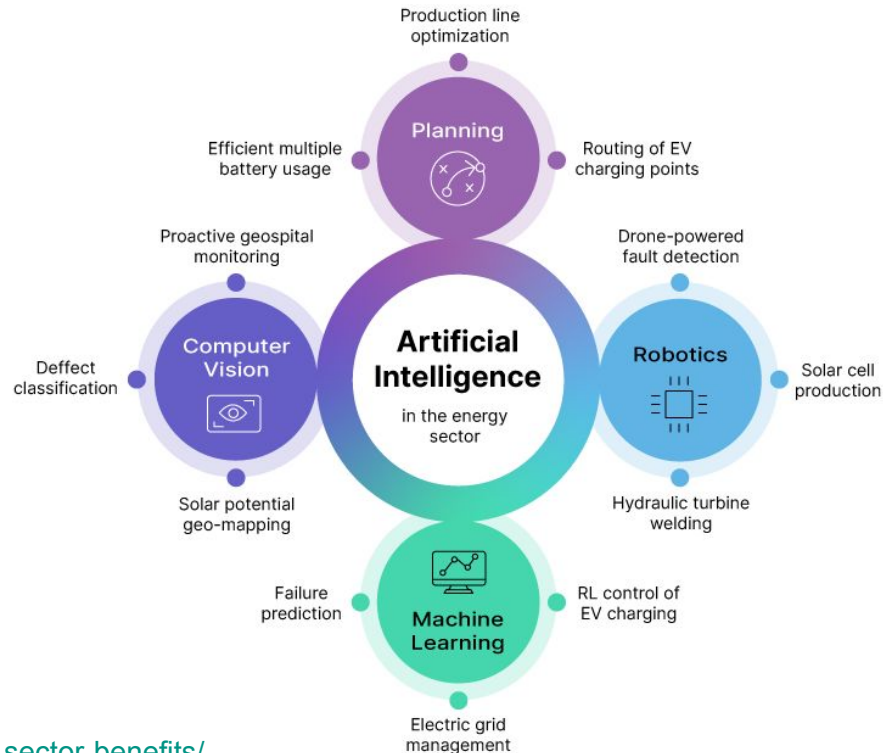 Production line
optimization
Planning
Efficient multiple
battery usage
Routing of EV
charging points
Proactive geospital
monitoring
Drone-powered
fault detection
Computer
Vision
Deffect
classification
Solar potential
geo-mapping
Artificial
Intelligence
in the energy
sector
Robotics
Solar cell
production
Hydraulic turbine
welding
Failure
prediction
Machine
Learning
RL control of
EV charging
Electric grid
management
sector-benefits/